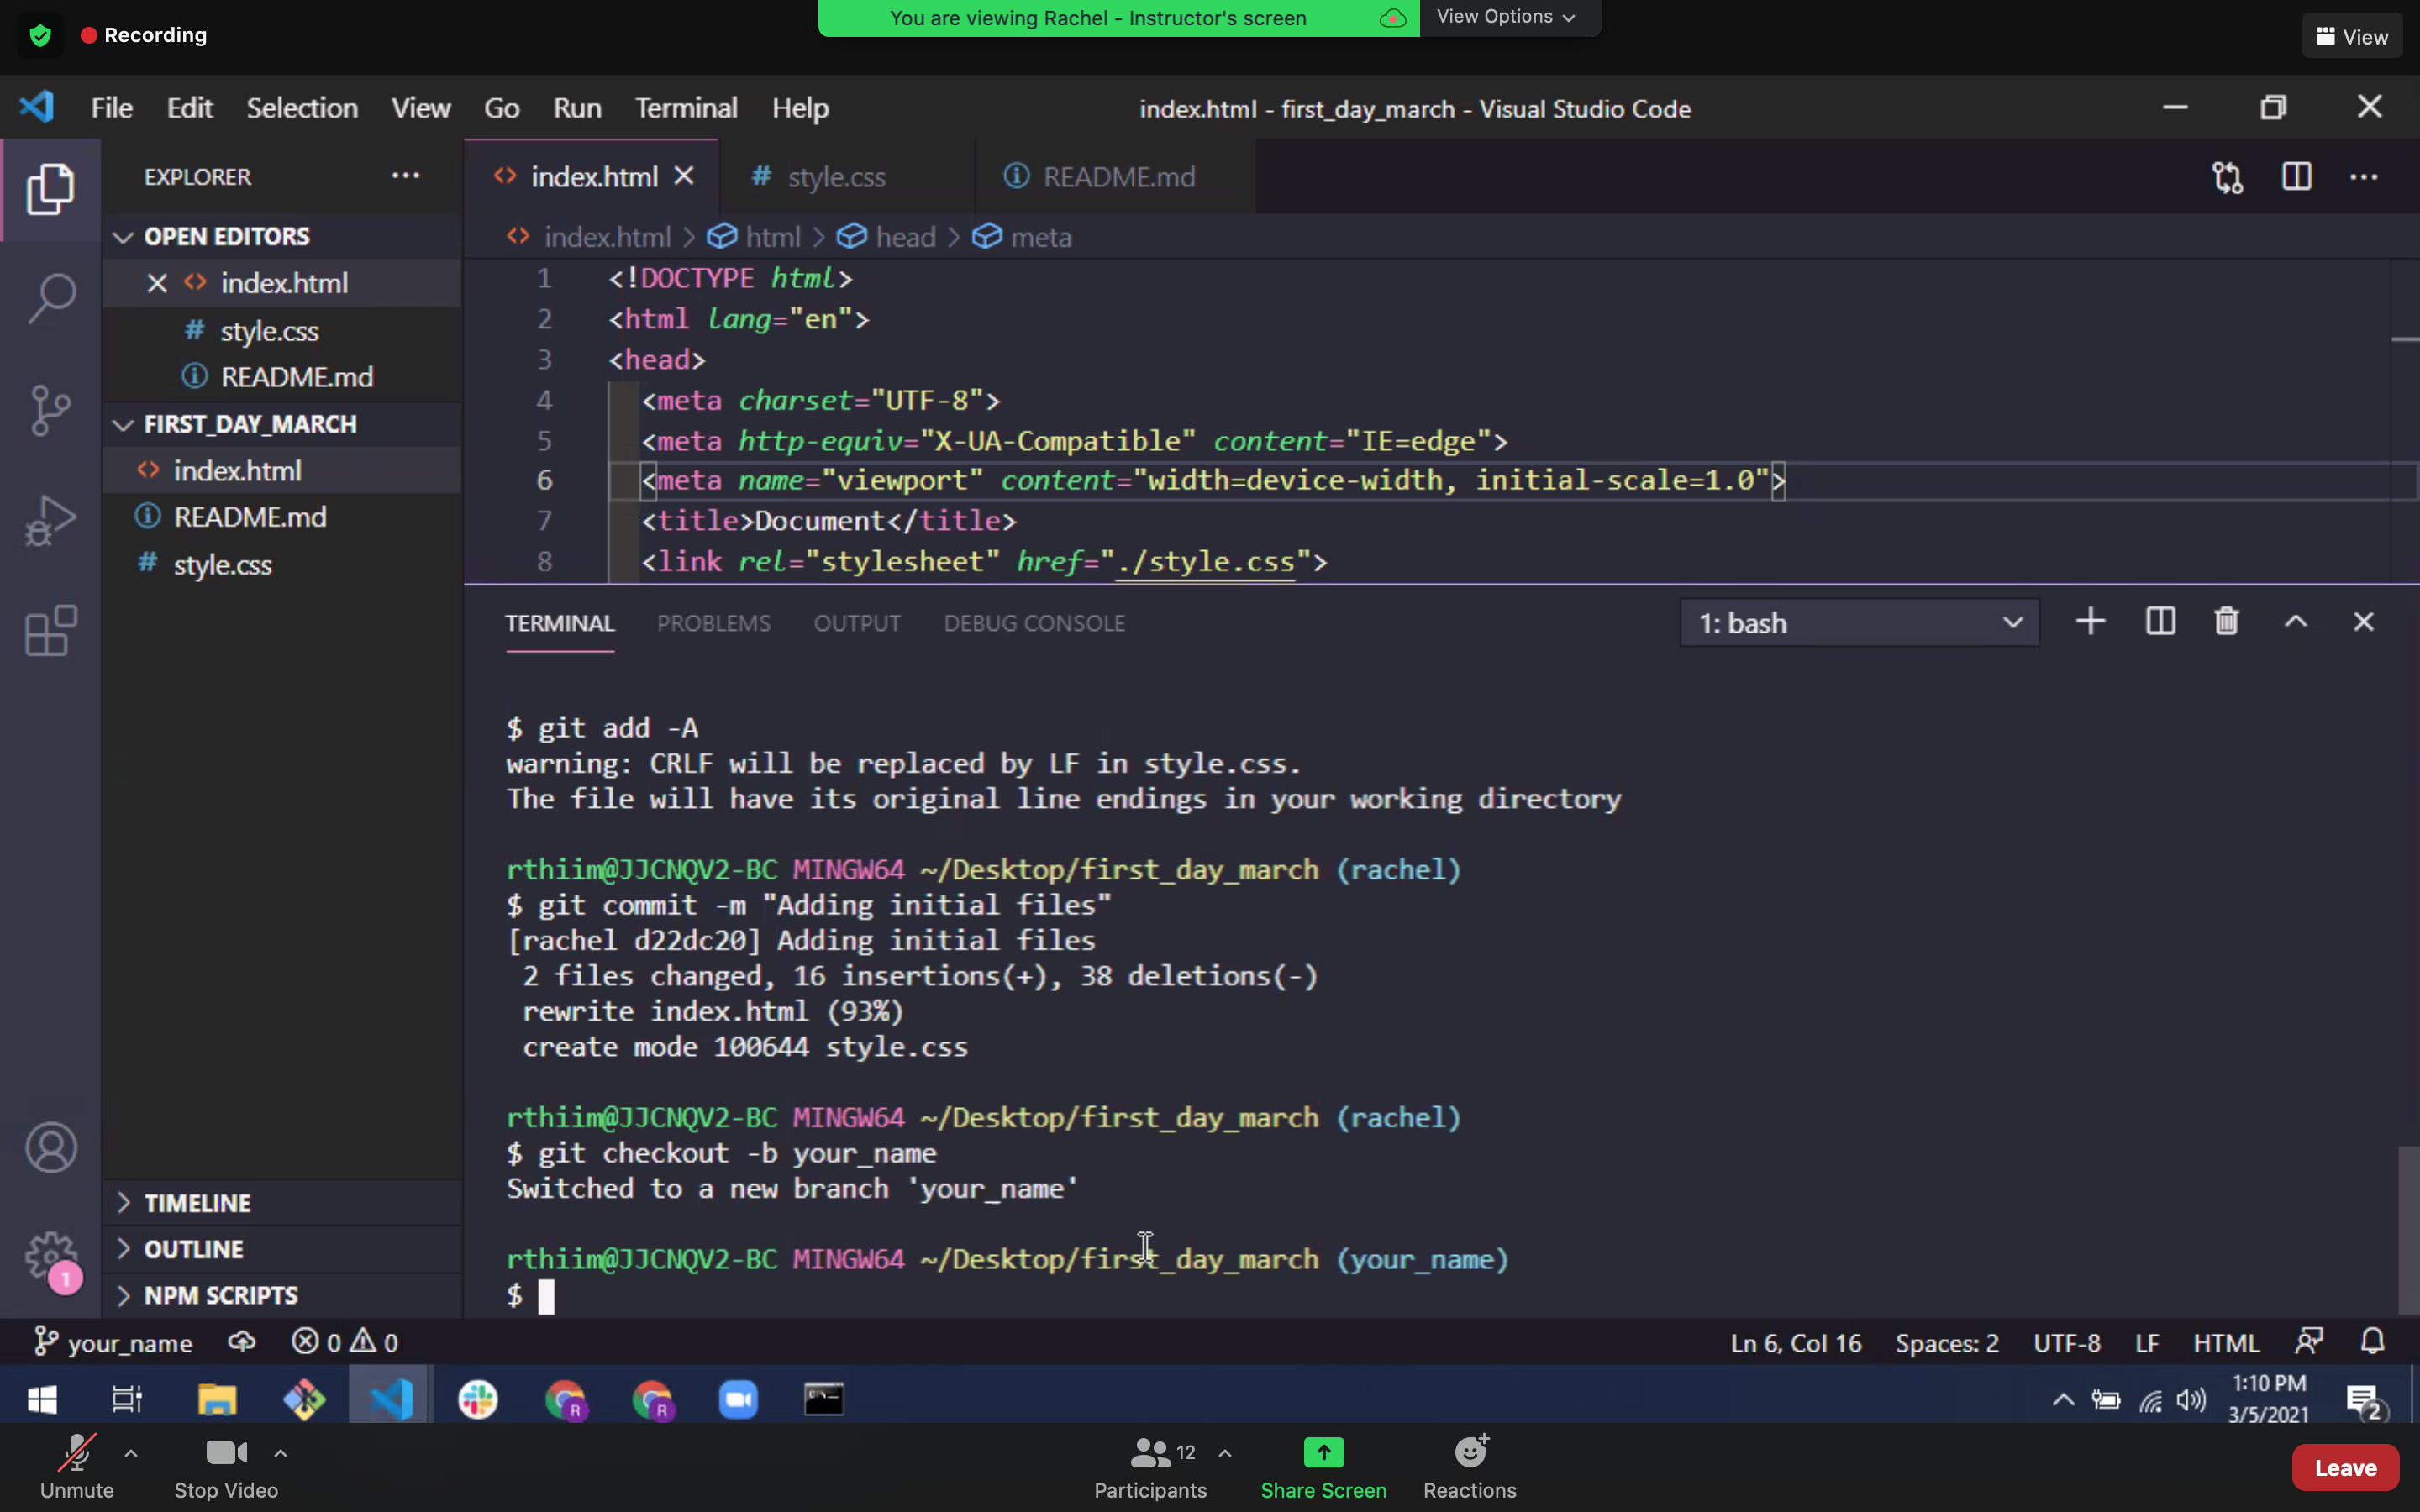 Recording
You are viewing Rachel - Instructor's screen
View Options
View
File Edit Selection View Go Run Terminal Help
index.html - first_day_march - Visual Studio Code
EXPLORER
OPEN EDITORS
index.html
# style.css
README.md
FIRST_DAY_MARCH
index.html
README.md
# style.css
TIMELINE
OUTLINE
NPM SCRIPTS
1
index.html
# style.css
README.md
index.html > html > head > meta
1 <!DOCTYPE html>
2 <html lang="en">
3 <head>
4 <meta charset="UTF-8">
5 <meta http-equiv="X-UA-Compatible" content="IE=edge">
6 <meta name="viewport" content="width=device-width, initial-scale=1.0">
7 <title>Document</title>
8 <link rel="stylesheet" href="./style.css">
TERMINAL PROBLEMS OUTPUT DEBUG CONSOLE
1: bash
$ git add -A
warning: CRLF will be replaced by LF in style.css.
The file will have its original line endings in your working directory
rthiim@JJCNQV2-BC MINGW64 ~/Desktop/first_day_march (rachel)
$ git commit -m "Adding initial files"
[rachel d22dc20] Adding initial files
2 files changed, 16 insertions(+), 38 deletions(-)
rewrite index.html (93%)
create mode 100644 style.css
rthiim@JJCNQV2-BC MINGW64 ~/Desktop/first_day_march (rachel)
$ git checkout -b your_name
Switched to a new branch 'your_name'
rthiim@JJCNQV2-BC MINGW64 ~/Desktop/first_day_march (your_name)
$
your_name 0 0
Ln 6, Col 16 Spaces: 2 UTF-8 LF HTML
R
R
1:10 PM
3/5/2021
2
Unmute
Stop Video
12
Participants
Share Screen
Reactions
Leave